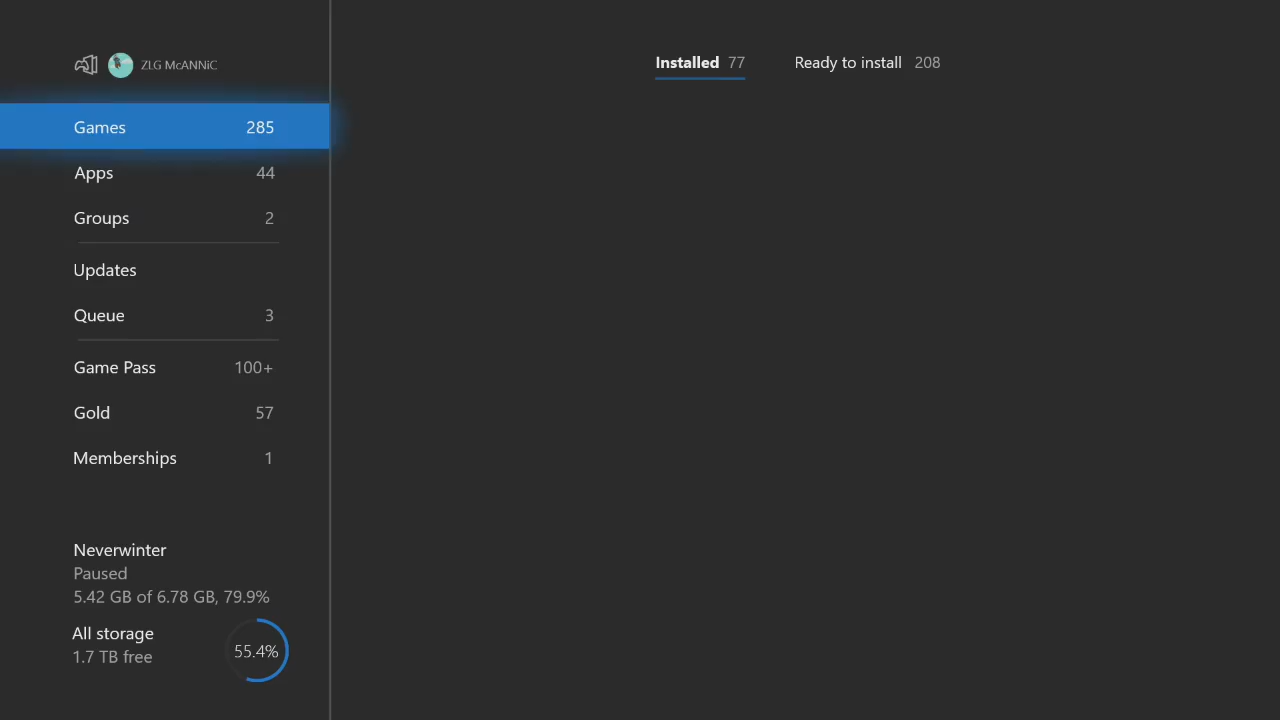 ZLG McANNiC
Installed 77
Ready to install 208
Games 285
Apps 44
Groups 2
Updates
Queue 3
Game Pass 100+
Gold 57
Memberships 1
Neverwinter
Paused
5.42 GB of 6.78 GB, 79.9%
All storage
1.7 TB free
55.4%